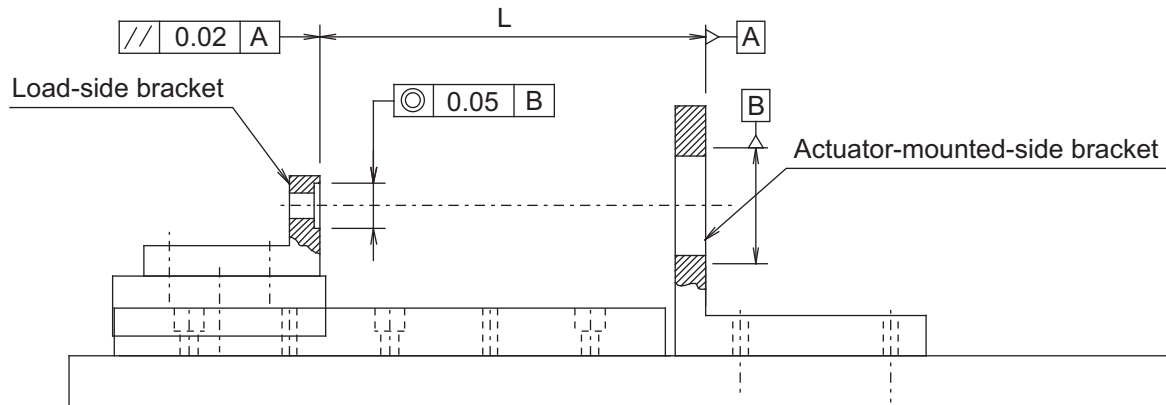 L
// 0.02 A
A
Load-side bracket
◎ 0.05 B
B
Actuator-mounted-side bracket